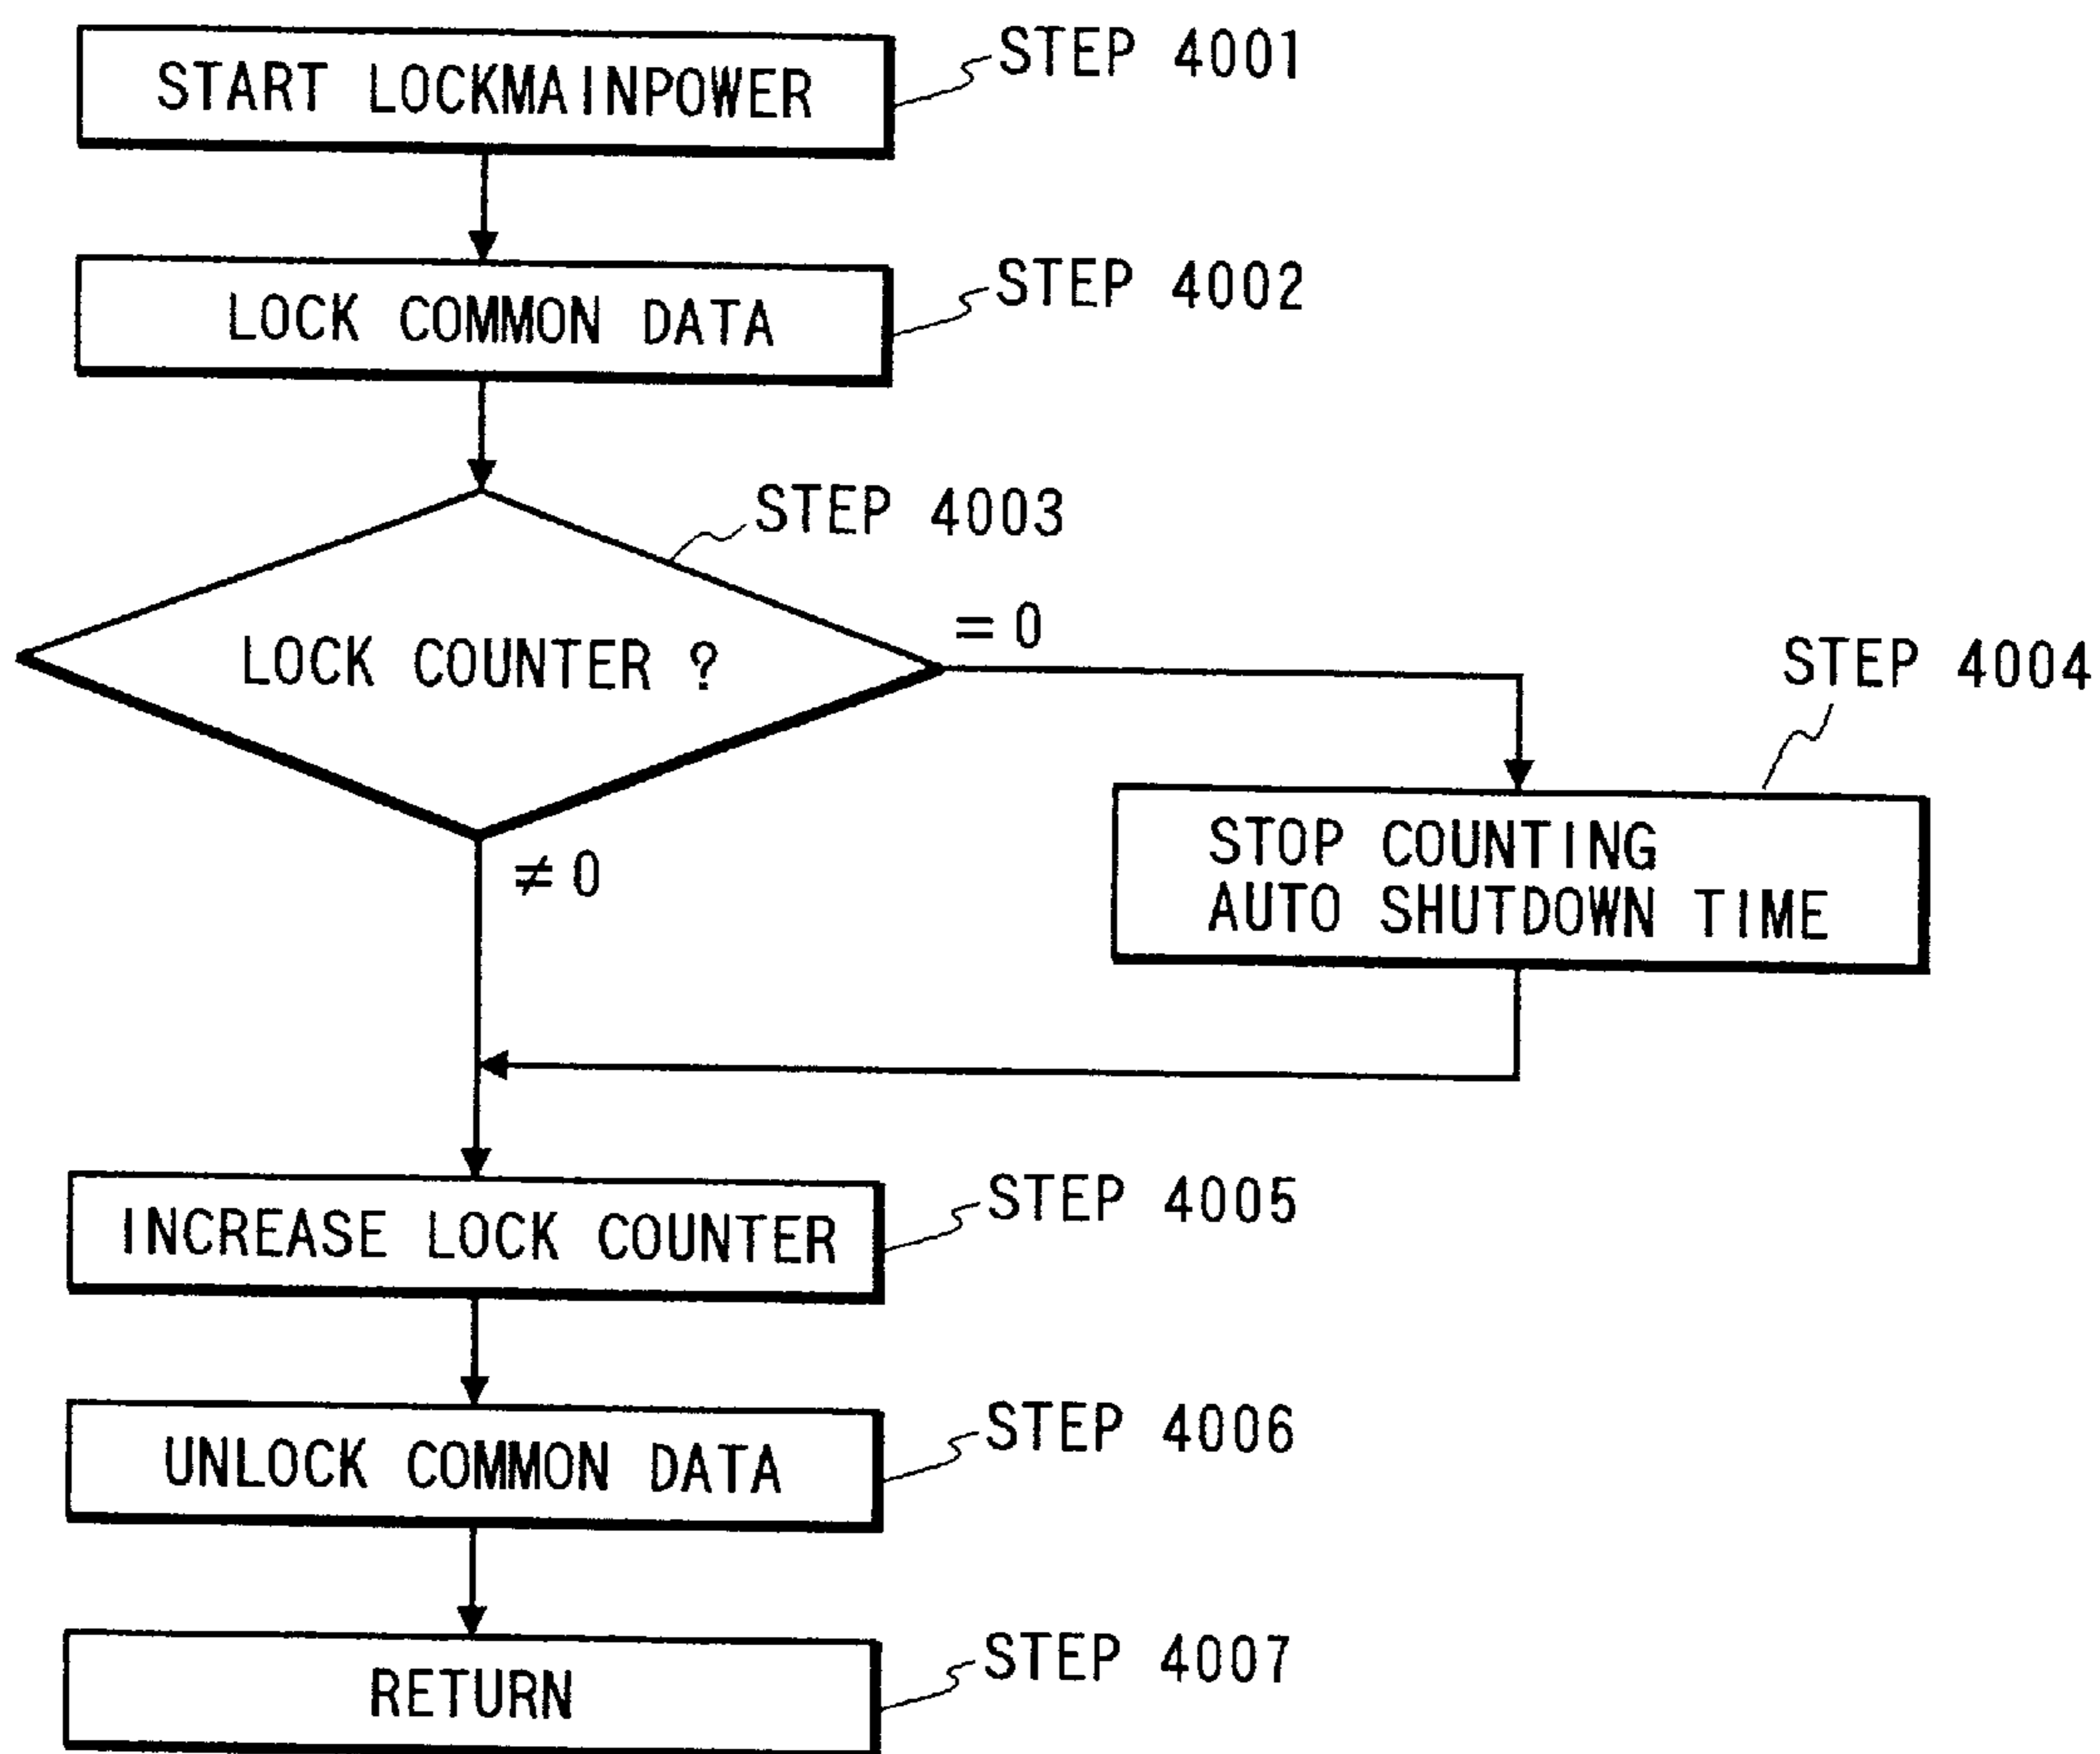 START LOCKMAINPOWER
STEP 4001
LOCK COMMON DATA
STEP 4002
STEP 4003
LOCK COUNTER ?
= 0
≠ 0
STEP 4004
STOP COUNTING
AUTO SHUTDOWN TIME
INCREASE LOCK COUNTER
STEP 4005
UNLOCK COMMON DATA
STEP 4006
RETURN
STEP 4007